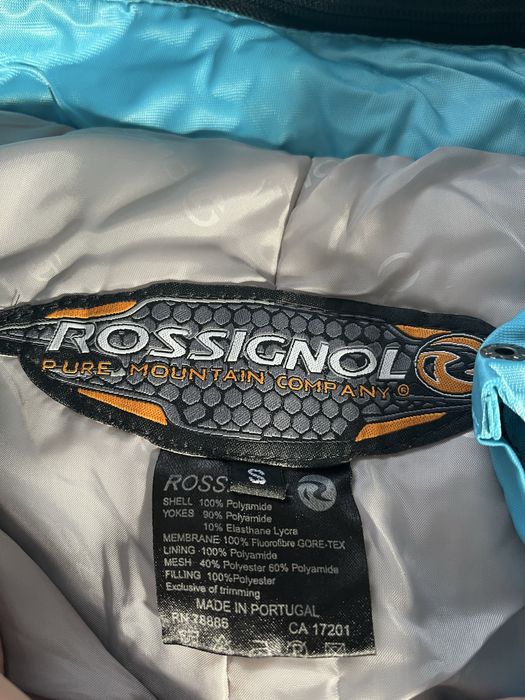 ROSSIGNOL
PURE MOUNTAIN COMPANY ®
ROSS
S
SHELL 100% Polyamide
YOKES 90% Polyamide
10% Elasthane Lycra
MEMBRANE 100% Fluorofibre GORE-TEX
LINING 100% Polyamide
MESH 40% Polyester 60% Polyamide
FILLING 100%Polyester
Exclusive of trimming
MADE IN PORTUGAL
RN 78886 CA 17201